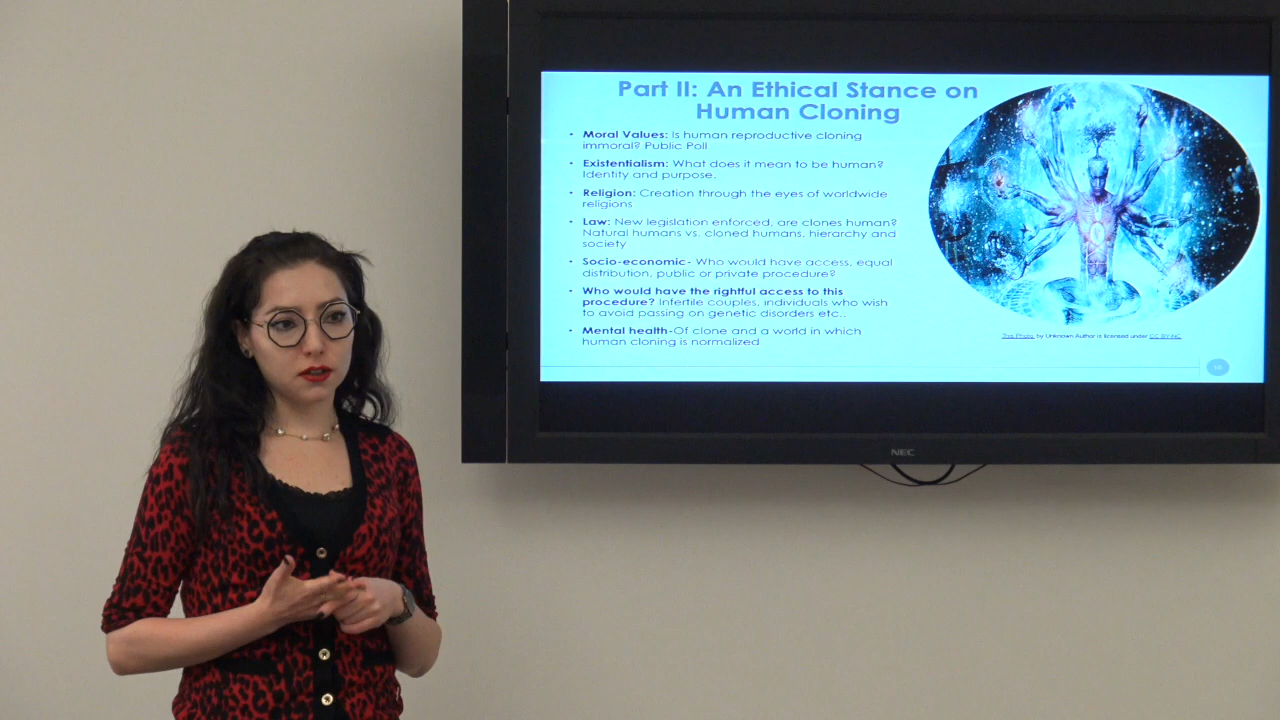 Part II: An Ethical Stance on
Human Cloning
• Moral Values: Is human reproductive cloning
immoral? Public Poll
• Existentialism: What does it mean to be human?
Identity and purpose.
• Religion: Creation through the eyes of worldwide
religions
• Law: New legislation enforced, are clones human?
Natural humans vs. cloned humans, hierarchy and
society
• Socio-economic- Who would have access, equal
distribution, public or private procedure?
• Who would have the rightful access to this
procedure? Infertile couples, individuals who wish
to avoid passing on genetic disorders etc..
• Mental health-Of clone and a world in which
human cloning is normalized
This Photo by Unknown Author is licensed under CC BY-NC
NEC